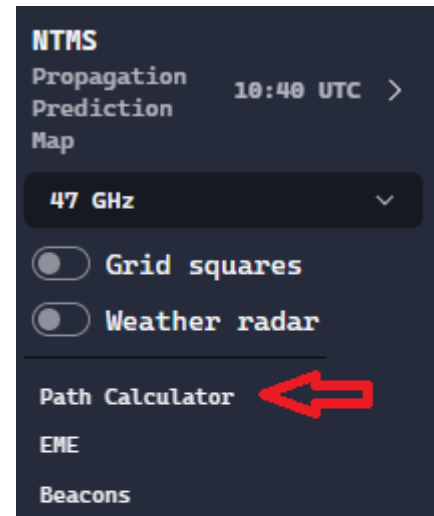 NTMS
Propagation
Prediction
Map
10:40 UTC >
47 GHz
Grid squares
Weather radar
Path Calculator
EME
Beacons